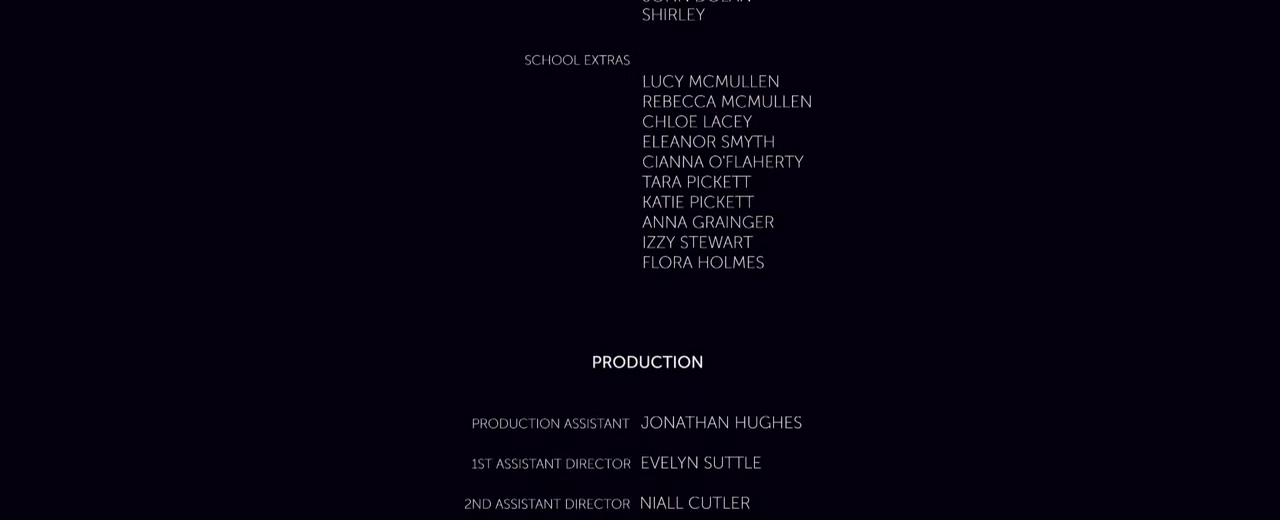 SHIRLEY
SCHOOL EXTRAS
LUCY MCMULLEN
REBECCA MCMULLEN
CHLOE LACEY
ELEANOR SMYTH
CIANNA O'FLAHERTY
TARA PICKETT
KATIE PICKETT
ANNA GRAINGER
IZZY STEWART
FLORA HOLMES
PRODUCTION
PRODUCTION ASSISTANT JONATHAN HUGHES
1ST ASSISTANT DIRECTOR EVELYN SUTTLE
2ND ASSISTANT DIRECTOR NIALL CUTLER